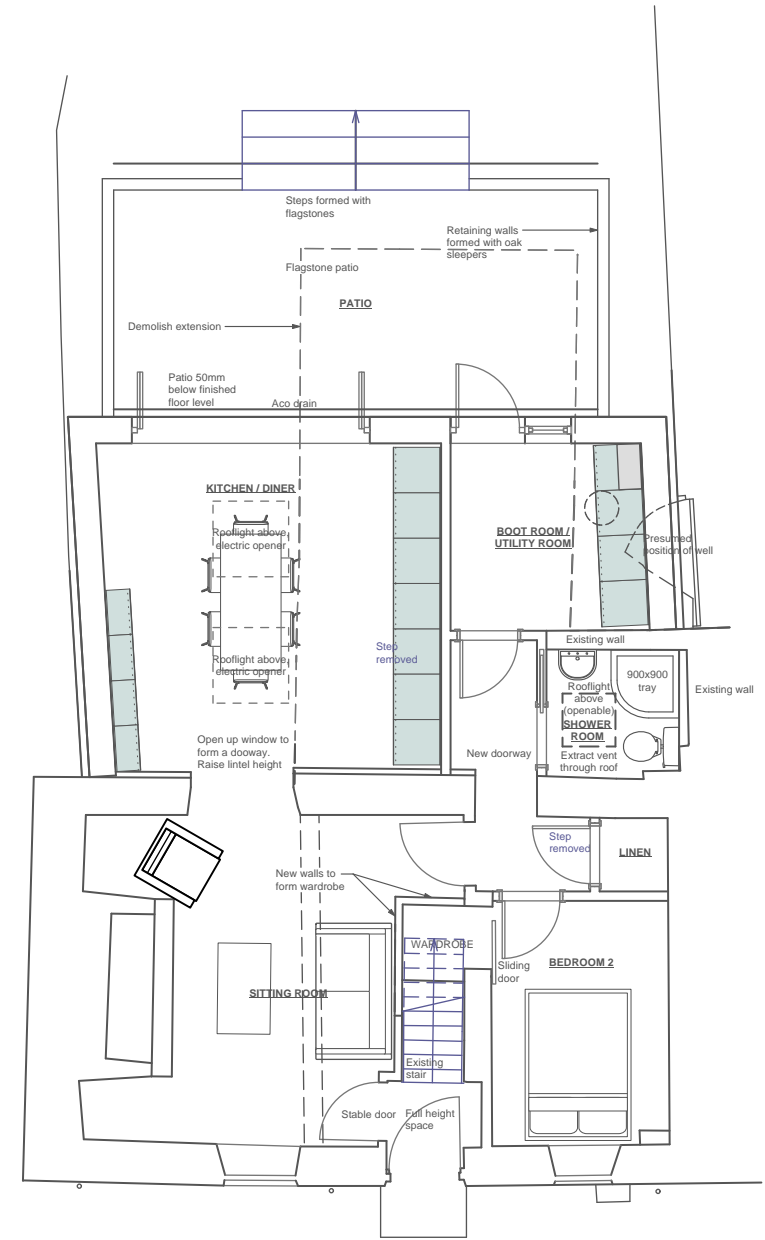 Steps formed with
flagstones
Retaining walls
formed with oak
sleepers
Flagstone patio
PATIO
Demolish extension
Patio 50mm
below finished
floor level
Aco drain
KITCHEN / DINER
Rooflight above,
electric opener
BOOT ROOM /
UTILITY ROOM
Presumed
position of well
Step
removed
Rooflight above,
electric opener
Existing wall
900x900
tray
Existing wall
Rooflight
above
(openable)
SHOWER
ROOM
Extract vent
through roof
Open up window to
form a dooway.
Raise lintel height
New doorway
Step
removed
LINEN
New walls to
form wardrobe
WARDROBE
Sliding
door
BEDROOM 2
SITTING ROOM
Existing
stair
Stable door
Full height
space